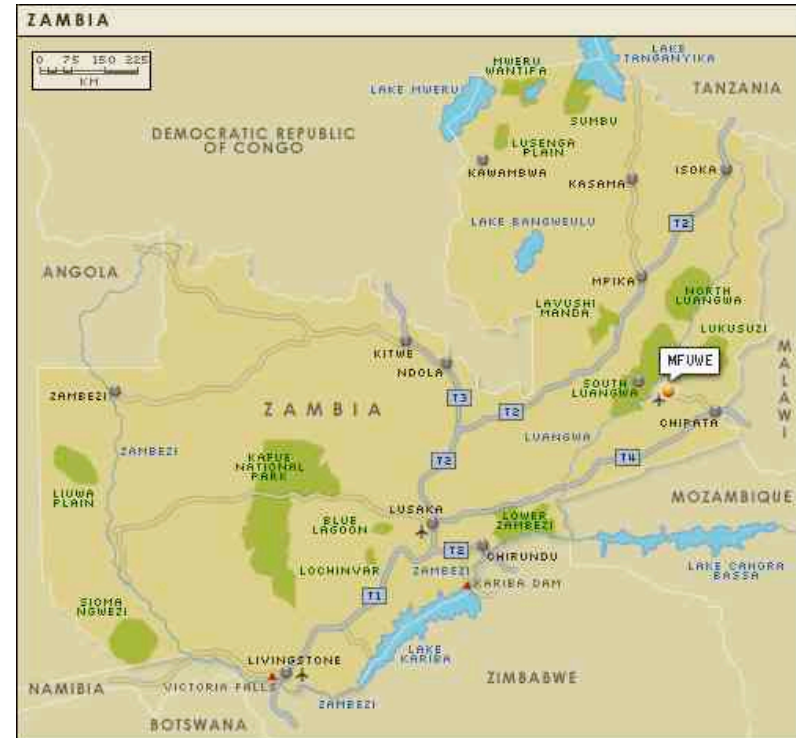 ZAMBIA
0 75 150 225
KM
LAKE
TANGANYIKA
MWERU
WANTIFA
LAKE MWERU
TANZANIA
SUMBU
DEMOCRATIC REPUBLIC
OF CONGO
LUSENGA
PLAIN
KAWAMBWA
KASAMA
ISOKA
LAKE BANGWEULU
T2
ANGOLA
MPIKA
NORTH
LUANGWA
LAVUSHI
MANDA
LUKUSUZI
KITWE
MFUWE
MALAWI
NDOLA
SOUTH
LUANGWA
ZAMBEZI
T3
ZAMBIA
T2
CHIPATA
LUANGWA
ZAMBEZI
KAFUE
NATIONAL
PARK
T2
T4
LIUWA
PLAIN
MOZAMBIQUE
LUSAKA
LOWER
ZAMBEZI
BLUE
LAGOON
T2
CHIRUNDU
LOCHINVAR
ZAMBEZI
LAKE CAHORA
BASSA
KARIBA DAM
T1
SIOMA
NGWEZI
LAKE
KARIBA
LIVINGSTONE
ZIMBABWE
NAMIBIA
VICTORIA FALLS
ZAMBEZI
BOTSWANA